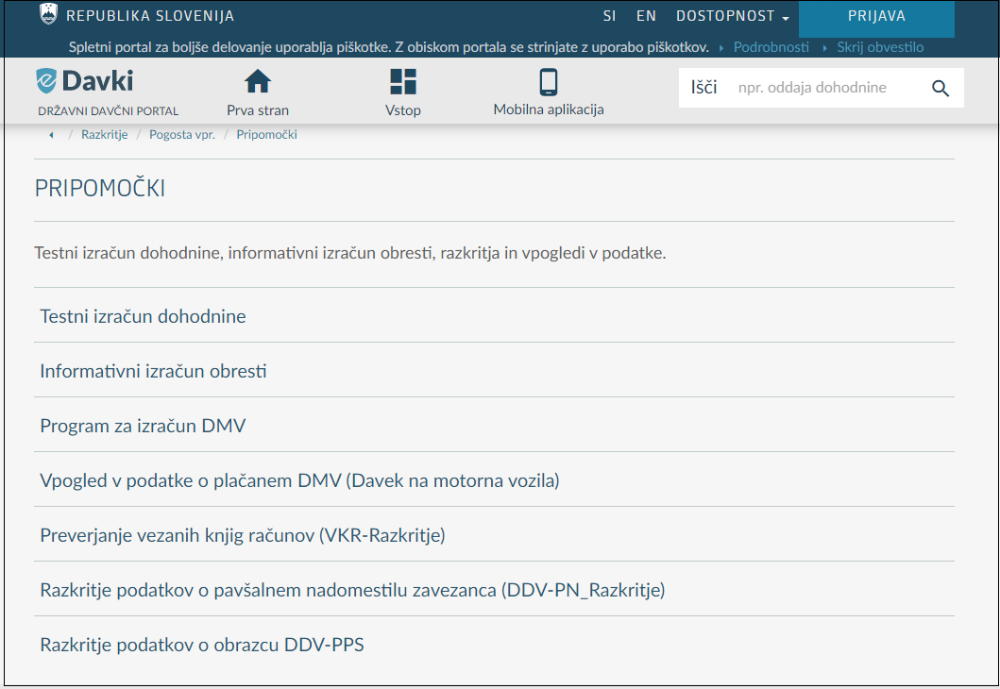 REPUBLIKA SLOVENIJA SI EN DOSTOPNOST PRIJAVA
Spletni portal za boljše delovanje uporablja piškotke. Z obiskom portala se strinjate z uporabo piškotkov. Podrobnosti Skrij obvestilo
eDavki
DRŽAVNI DAVČNI PORTAL
Prva stran
Vstop
Mobilna aplikacija
Išči npr. oddaja dohodnine
/ Razkritje / Pogosta vpr. / Pripomočki
PRIPOMOČKI
Testni izračun dohodnine, informativni izračun obresti, razkritja in vpogledi v podatke.
Testni izračun dohodnine
Informativni izračun obresti
Program za izračun DMV
Vpogled v podatke o plačanem DMV (Davek na motorna vozila)
Preverjanje vezanih knjig računov (VKR-Razkritje)
Razkritje podatkov o pavšalnem nadomestilu zavezanca (DDV-PN_Razkritje)
Razkritje podatkov o obrazcu DDV-PPS